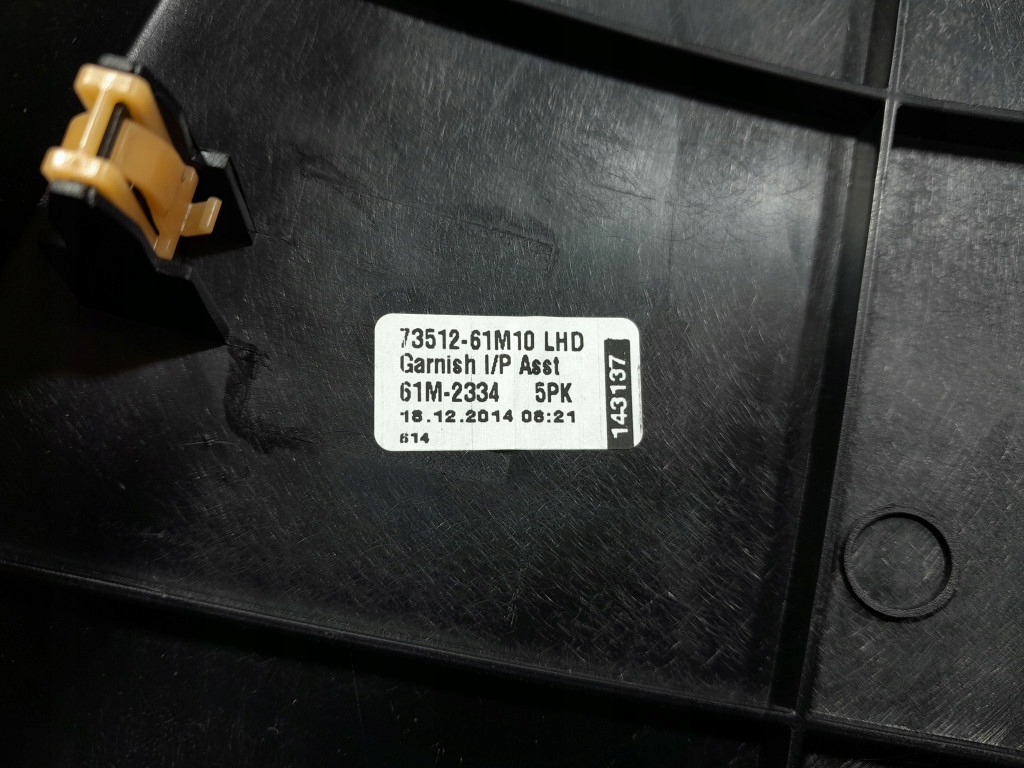 73512-61M10 LHD
Garnish I/P Asst
61M-2334 5PK
18.12.2014 08:21
614
143137